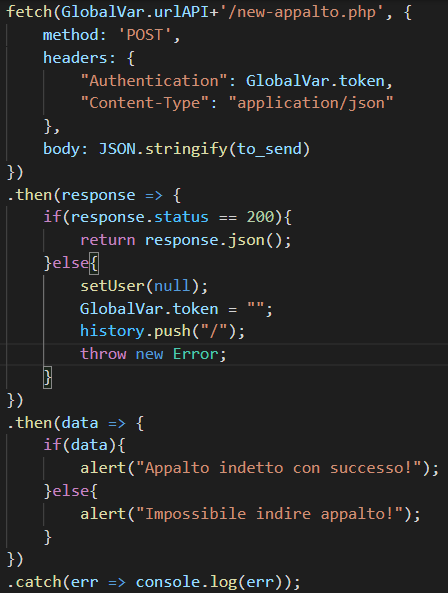 fetch(GlobalVar.urlAPI+'/new-appalto.php', {
    method: 'POST',
    headers: {
        "Authentication": GlobalVar.token,
        "Content-Type": "application/json"
    },
    body: JSON.stringify(to_send)
})
.then(response => {
    if(response.status == 200){
        return response.json();
    }else{
        setUser(null);
        GlobalVar.token = "";
        history.push("/");
        throw new Error;
    }
})
.then(data => {
    if(data){
        alert("Appalto indetto con successo!");
    }else{
        alert("Impossibile indire appalto!");
    }
})
.catch(err => console.log(err));